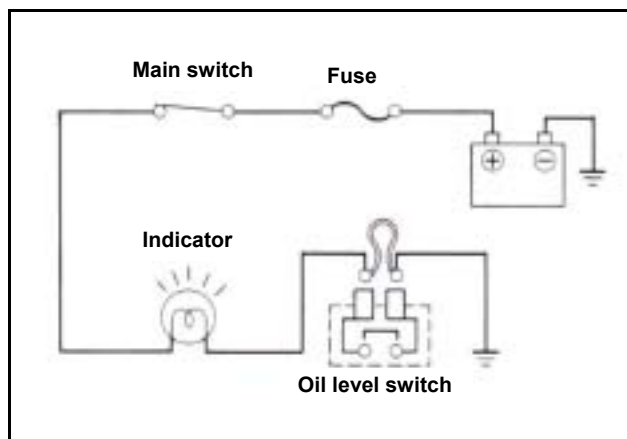 Main switch
Fuse
+ −
Indicator
Oil level switch